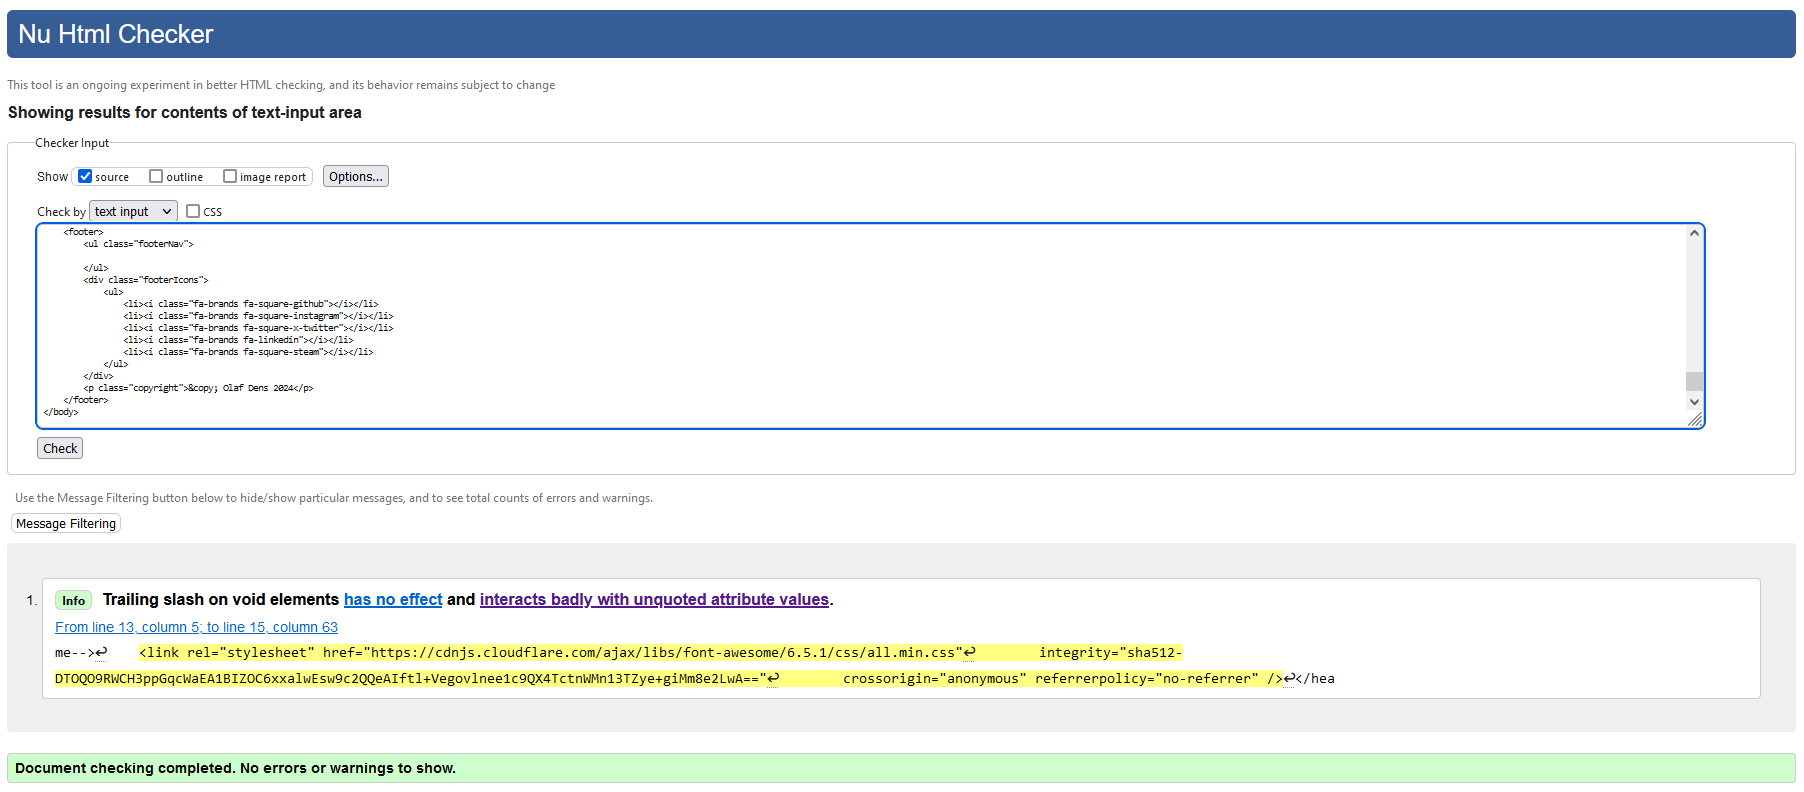 Nu Html Checker
This tool is an ongoing experiment in better HTML checking, and its behavior remains subject to change
Showing results for contents of text-input area
Checker Input
Show source outline image report Options...
Check by text input CSS
<footer>
<ul class="footerNav">
</ul>
<div class="footerIcons">
<ul>
<li><i class="fa-brands fa-square-github"></i></li>
<li><i class="fa-brands fa-square-instagram"></i></li>
<li><i class="fa-brands fa-square-x-twitter"></i></li>
<li><i class="fa-brands fa-linkedin"></i></li>
<li><i class="fa-brands fa-square-steam"></i></li>
</ul>
</div>
<p class="copyright">&copy; Olaf Dens 2024</p>
</footer>
</body>
Check
Use the Message Filtering button below to hide/show particular messages, and to see total counts of errors and warnings.
Message Filtering
1. Info Trailing slash on void elements has no effect and interacts badly with unquoted attribute values.
From line 13, column 5; to line 15, column 63
me-->↩ <link rel="stylesheet" href="https://cdnjs.cloudflare.com/ajax/libs/font-awesome/6.5.1/css/all.min.css"↩ integrity="sha512-
DTOQO9RWCH3ppGqcWaEA1BIZOC6xxalwEsw9c2QQeAIftl+Vegovlnee1c9QX4TctnWMn13TZye+giMm8e2LwA=="↩ crossorigin="anonymous" referrerpolicy="no-referrer" />↩</hea
Document checking completed. No errors or warnings to show.